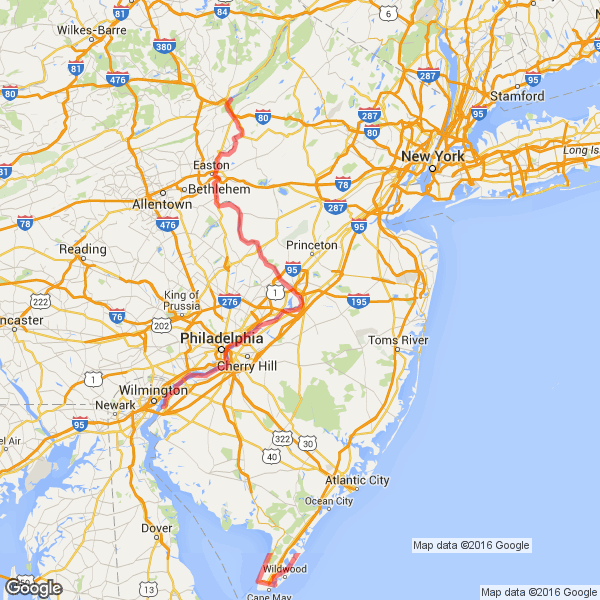 6
84
81
Wilkes-Barre
380
81
476
80
287
95
Stamford
95
80
80
287
80
Long Is
New York
Easton
81
Bethlehem
78
Allentown
287
78
476
95
Princeton
Reading
95
1
222
King of
Prussia
276
195
76
202
Philadelphia
Toms River
Cherry Hill
1
Wilmington
Newark
95
322
30
40
Atlantic City
Ocean City
Dover
Map data ©2016 Google
Wildwood
Google
13
Cape May
Map data ©2016 Google